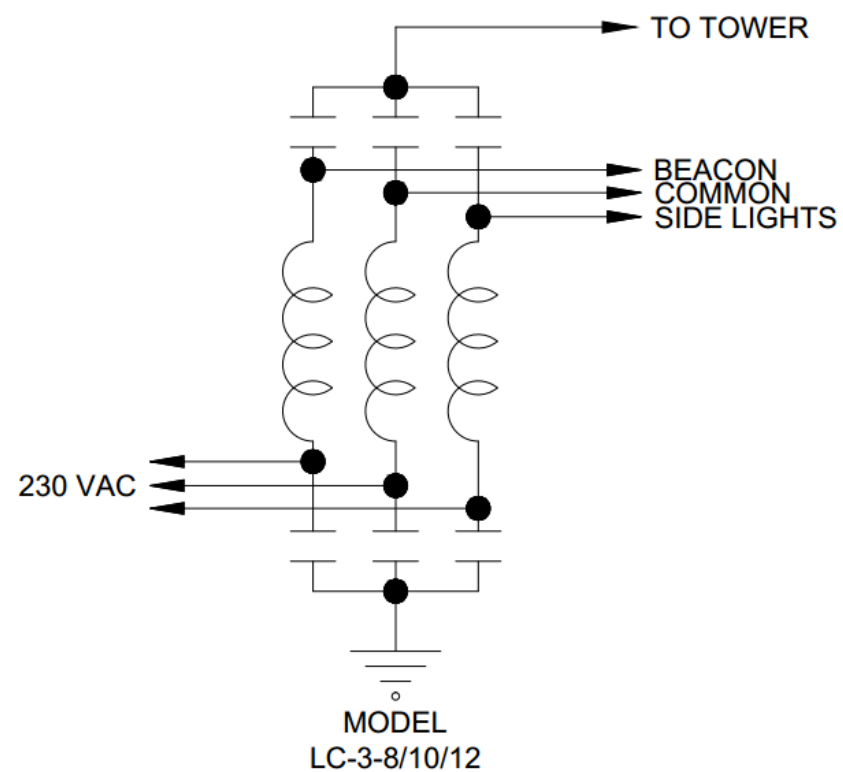 TO TOWER
BEACON
COMMON
SIDE LIGHTS
230 VAC
MODEL
LC-3-8/10/12